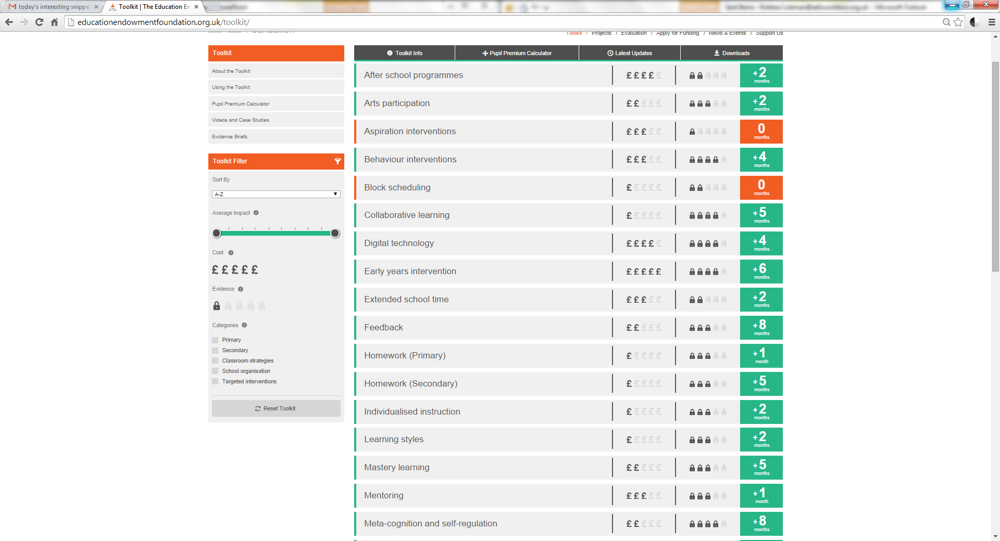 today's interesting snippet
Toolkit | The Education En
educationendowmentfoundation.org.uk/toolkit/
Foundation
Toolkit / Projects / Evaluation / Apply for Funding / News & Events / Support Us
Toolkit
About the Toolkit
Using the Toolkit
Pupil Premium Calculator
Videos and Case Studies
Evidence Briefs
Toolkit Filter
Sort By
A-Z
Average Impact
Cost
£ £ £ £ £
Evidence
Categories
Primary
Secondary
Classroom strategies
School organisation
Targeted interventions
Reset Toolkit
Toolkit Info
Pupil Premium Calculator
Latest Updates
Downloads
After school programmes £ £ £ £ £ +2 months
Arts participation £ £ £ £ £ +2 months
Aspiration interventions £ £ £ £ £ 0 months
Behaviour interventions £ £ £ £ £ +4 months
Block scheduling £ £ £ £ £ 0 months
Collaborative learning £ £ £ £ £ +5 months
Digital technology £ £ £ £ £ +4 months
Early years intervention £ £ £ £ £ +6 months
Extended school time £ £ £ £ £ +2 months
Feedback £ £ £ £ £ +8 months
Homework (Primary) £ £ £ £ £ +1 month
Homework (Secondary) £ £ £ £ £ +5 months
Individualised instruction £ £ £ £ £ +2 months
Learning styles £ £ £ £ £ +2 months
Mastery learning £ £ £ £ £ +5 months
Mentoring £ £ £ £ £ +1 month
Meta-cognition and self-regulation £ £ £ £ £ +8 months